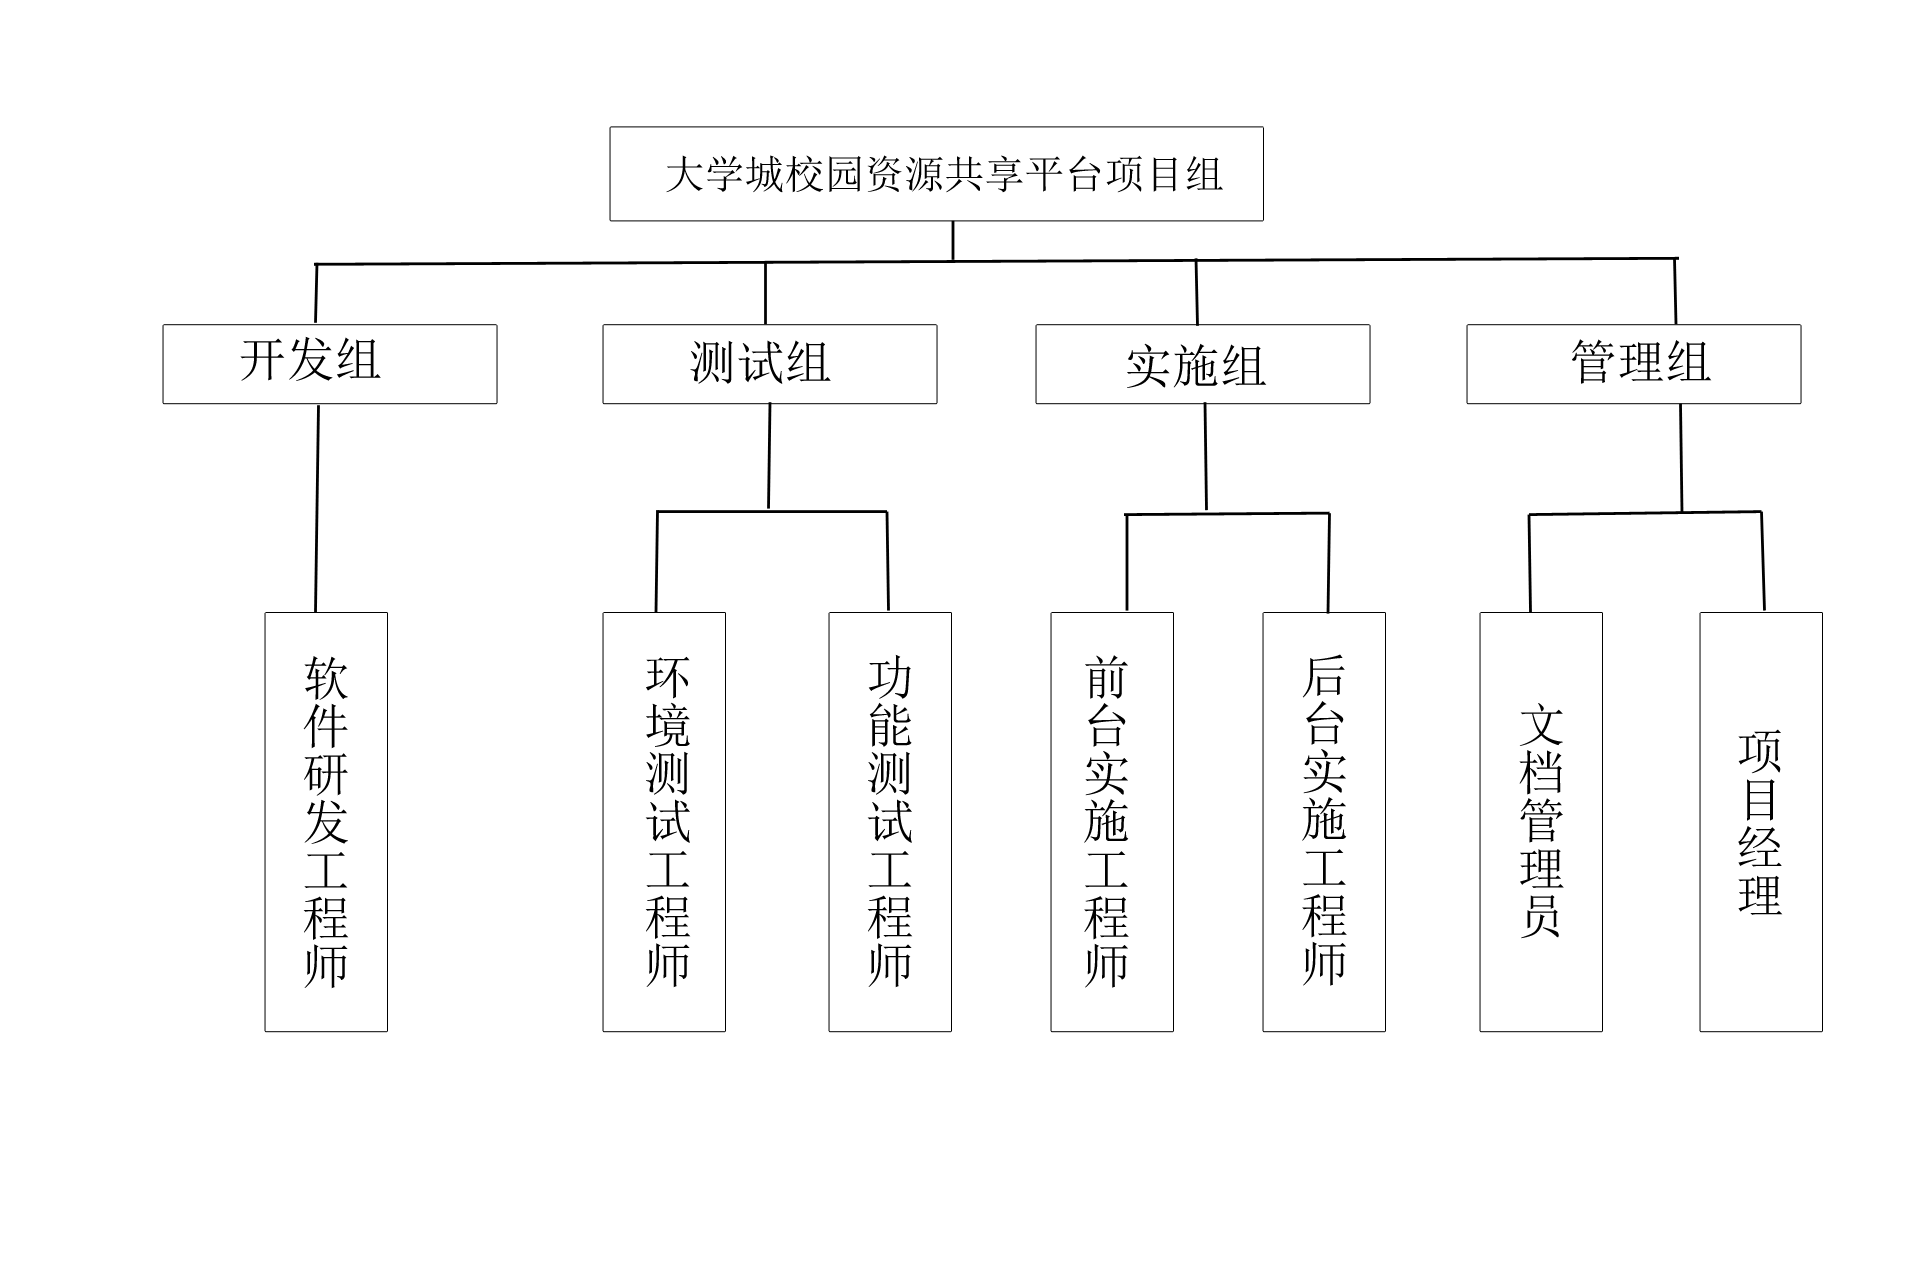 大学城校园资源共享平台项目组
开发组
测试组
实施组
管理组
软件研发工程师
环境测试工程师
功能测试工程师
前台实施工程师
后台实施工程师
文档管理员
项目经理